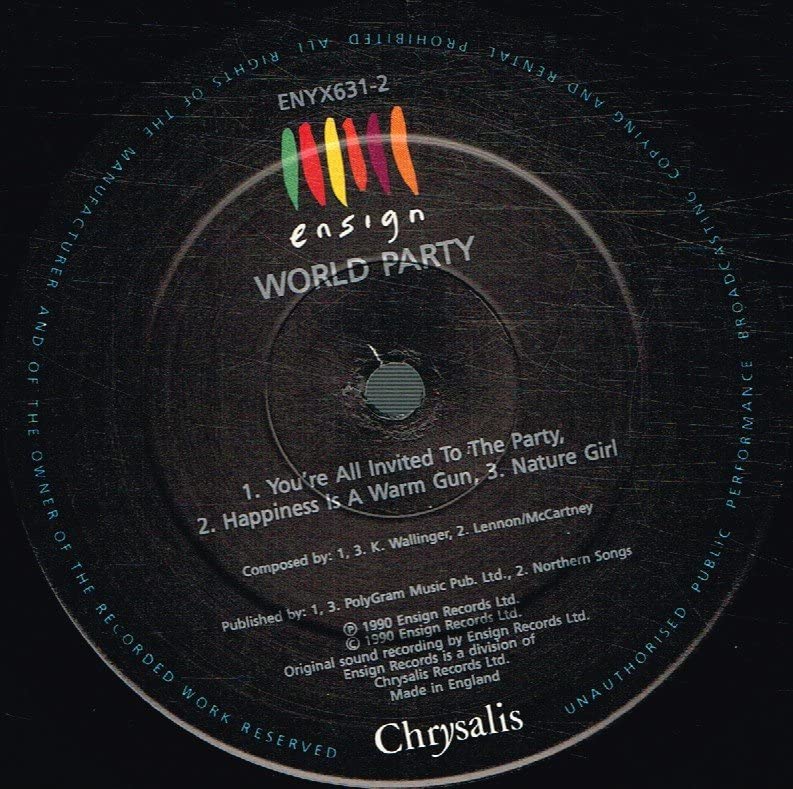 ENYX631-2
ensign
WORLD PARTY
1. You're All Invited To The Party,
2. Happiness Is A Warm Gun, 3. Nature Girl
Composed by: 1, 3. K. Wallinger, 2. Lennon/McCartney
Published by: 1, 3. PolyGram Music Pub. Ltd., 2. Northern Songs
℗ 1990 Ensign Records Ltd.
© 1990 Ensign Records Ltd.
Original sound recording by Ensign Records Ltd.
Ensign Records is a division of
Chrysalis Records Ltd.
Made in England
Chrysalis
ALL RIGHTS OF THE MANUFACTURER AND OF THE OWNER OF THE RECORDED WORK RESERVED
UNAUTHORISED PUBLIC PERFORMANCE BROADCASTING COPYING AND RENTAL PROHIBITED